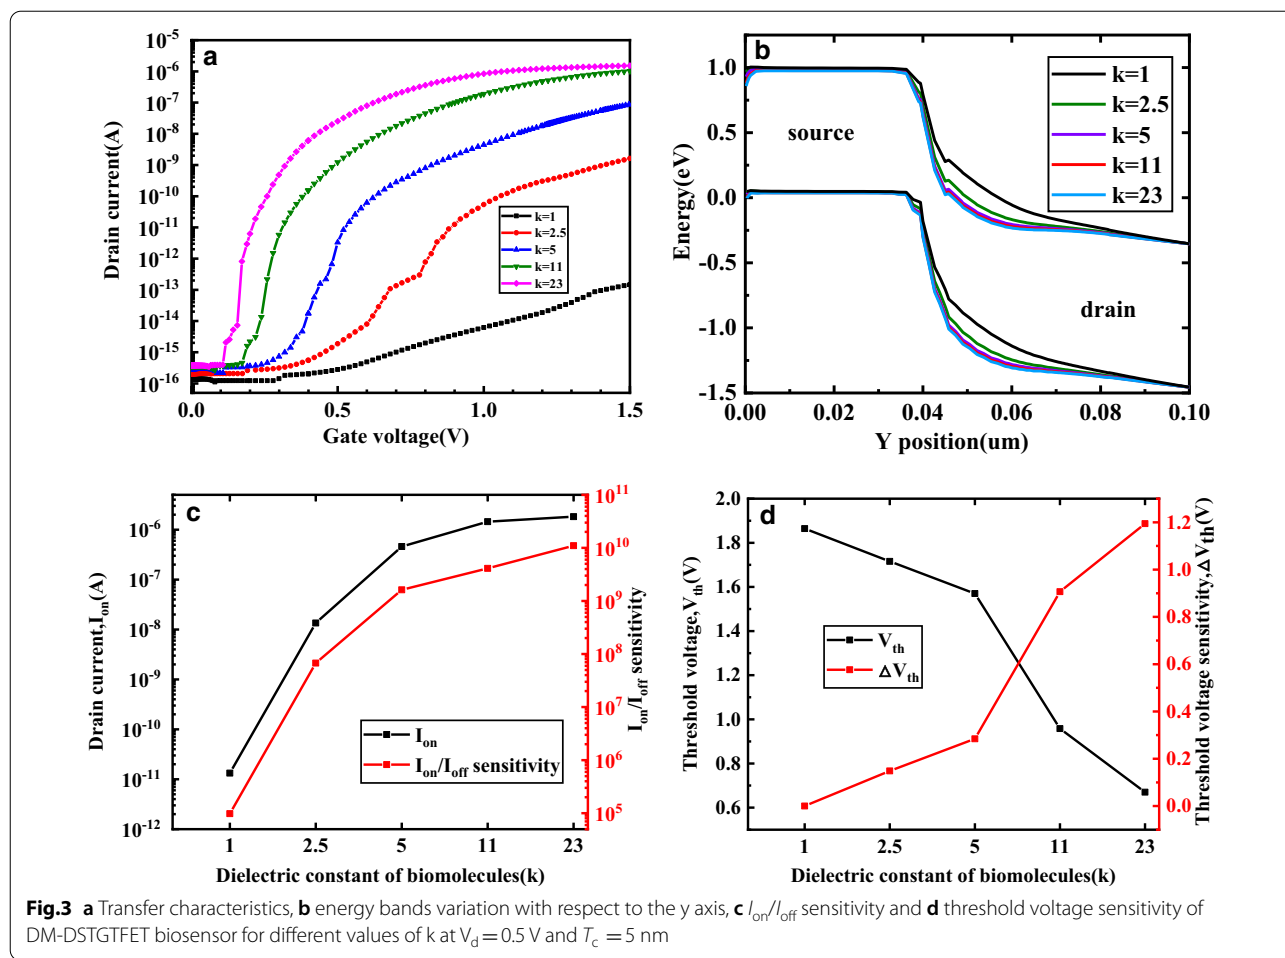 a
Drain current(A)
10-5
10-6
10-7
10-8
10-9
10-10
10-11
10-12
10-13
10-14
10-15
10-16
k=1
k=2.5
k=5
k=11
k=23
0.0 0.5 1.0 1.5
Gate voltage(V)
b
Energy(eV)
1.0
0.5
0.0
-0.5
-1.0
-1.5
source
drain
k=1
k=2.5
k=5
k=11
k=23
0.00 0.02 0.04 0.06 0.08 0.10
Y position(um)
c
Drain current,Ion(A)
10-6
10-7
10-8
10-9
10-10
10-11
10-12
Ion
Ion/Ioff sensitivity
1011
1010
109
108
107
106
105
Ion/Ioff sensitivity
1 2.5 5 11 23
Dielectric constant of biomolecules(k)
d
Threshold voltage,Vth(V)
2.0
1.8
1.6
1.4
1.2
1.0
0.8
0.6
Vth
ΔVth
1.2
1.0
0.8
0.6
0.4
0.2
0.0
Threshold voltage sensitivity,ΔVth(V)
1 2.5 5 11 23
Dielectric constant of biomolecules(k)
Fig.3 a Transfer characteristics, b energy bands variation with respect to the y axis, c Ion/Ioff sensitivity and d threshold voltage sensitivity of
DM-DSTGTFET biosensor for different values of k at Vd = 0.5 V and Tc = 5 nm